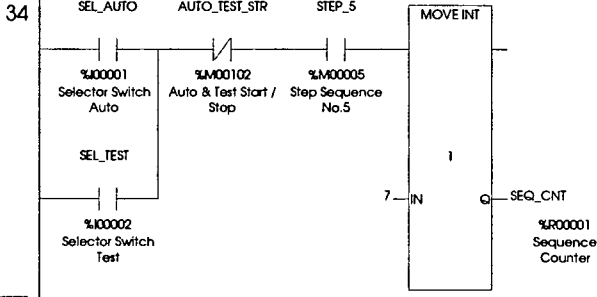 34
SEL_AUTO AUTO_TEST_STR STEP_5 MOVE INT
%I00001 %M00102 %M00005
Selector Switch Auto & Test Start / Step Sequence
Auto Stop No.5
SEL_TEST 1
7 IN Q SEQ_CNT
%I00002 %R00001
Selector Switch Sequence
Test Counter